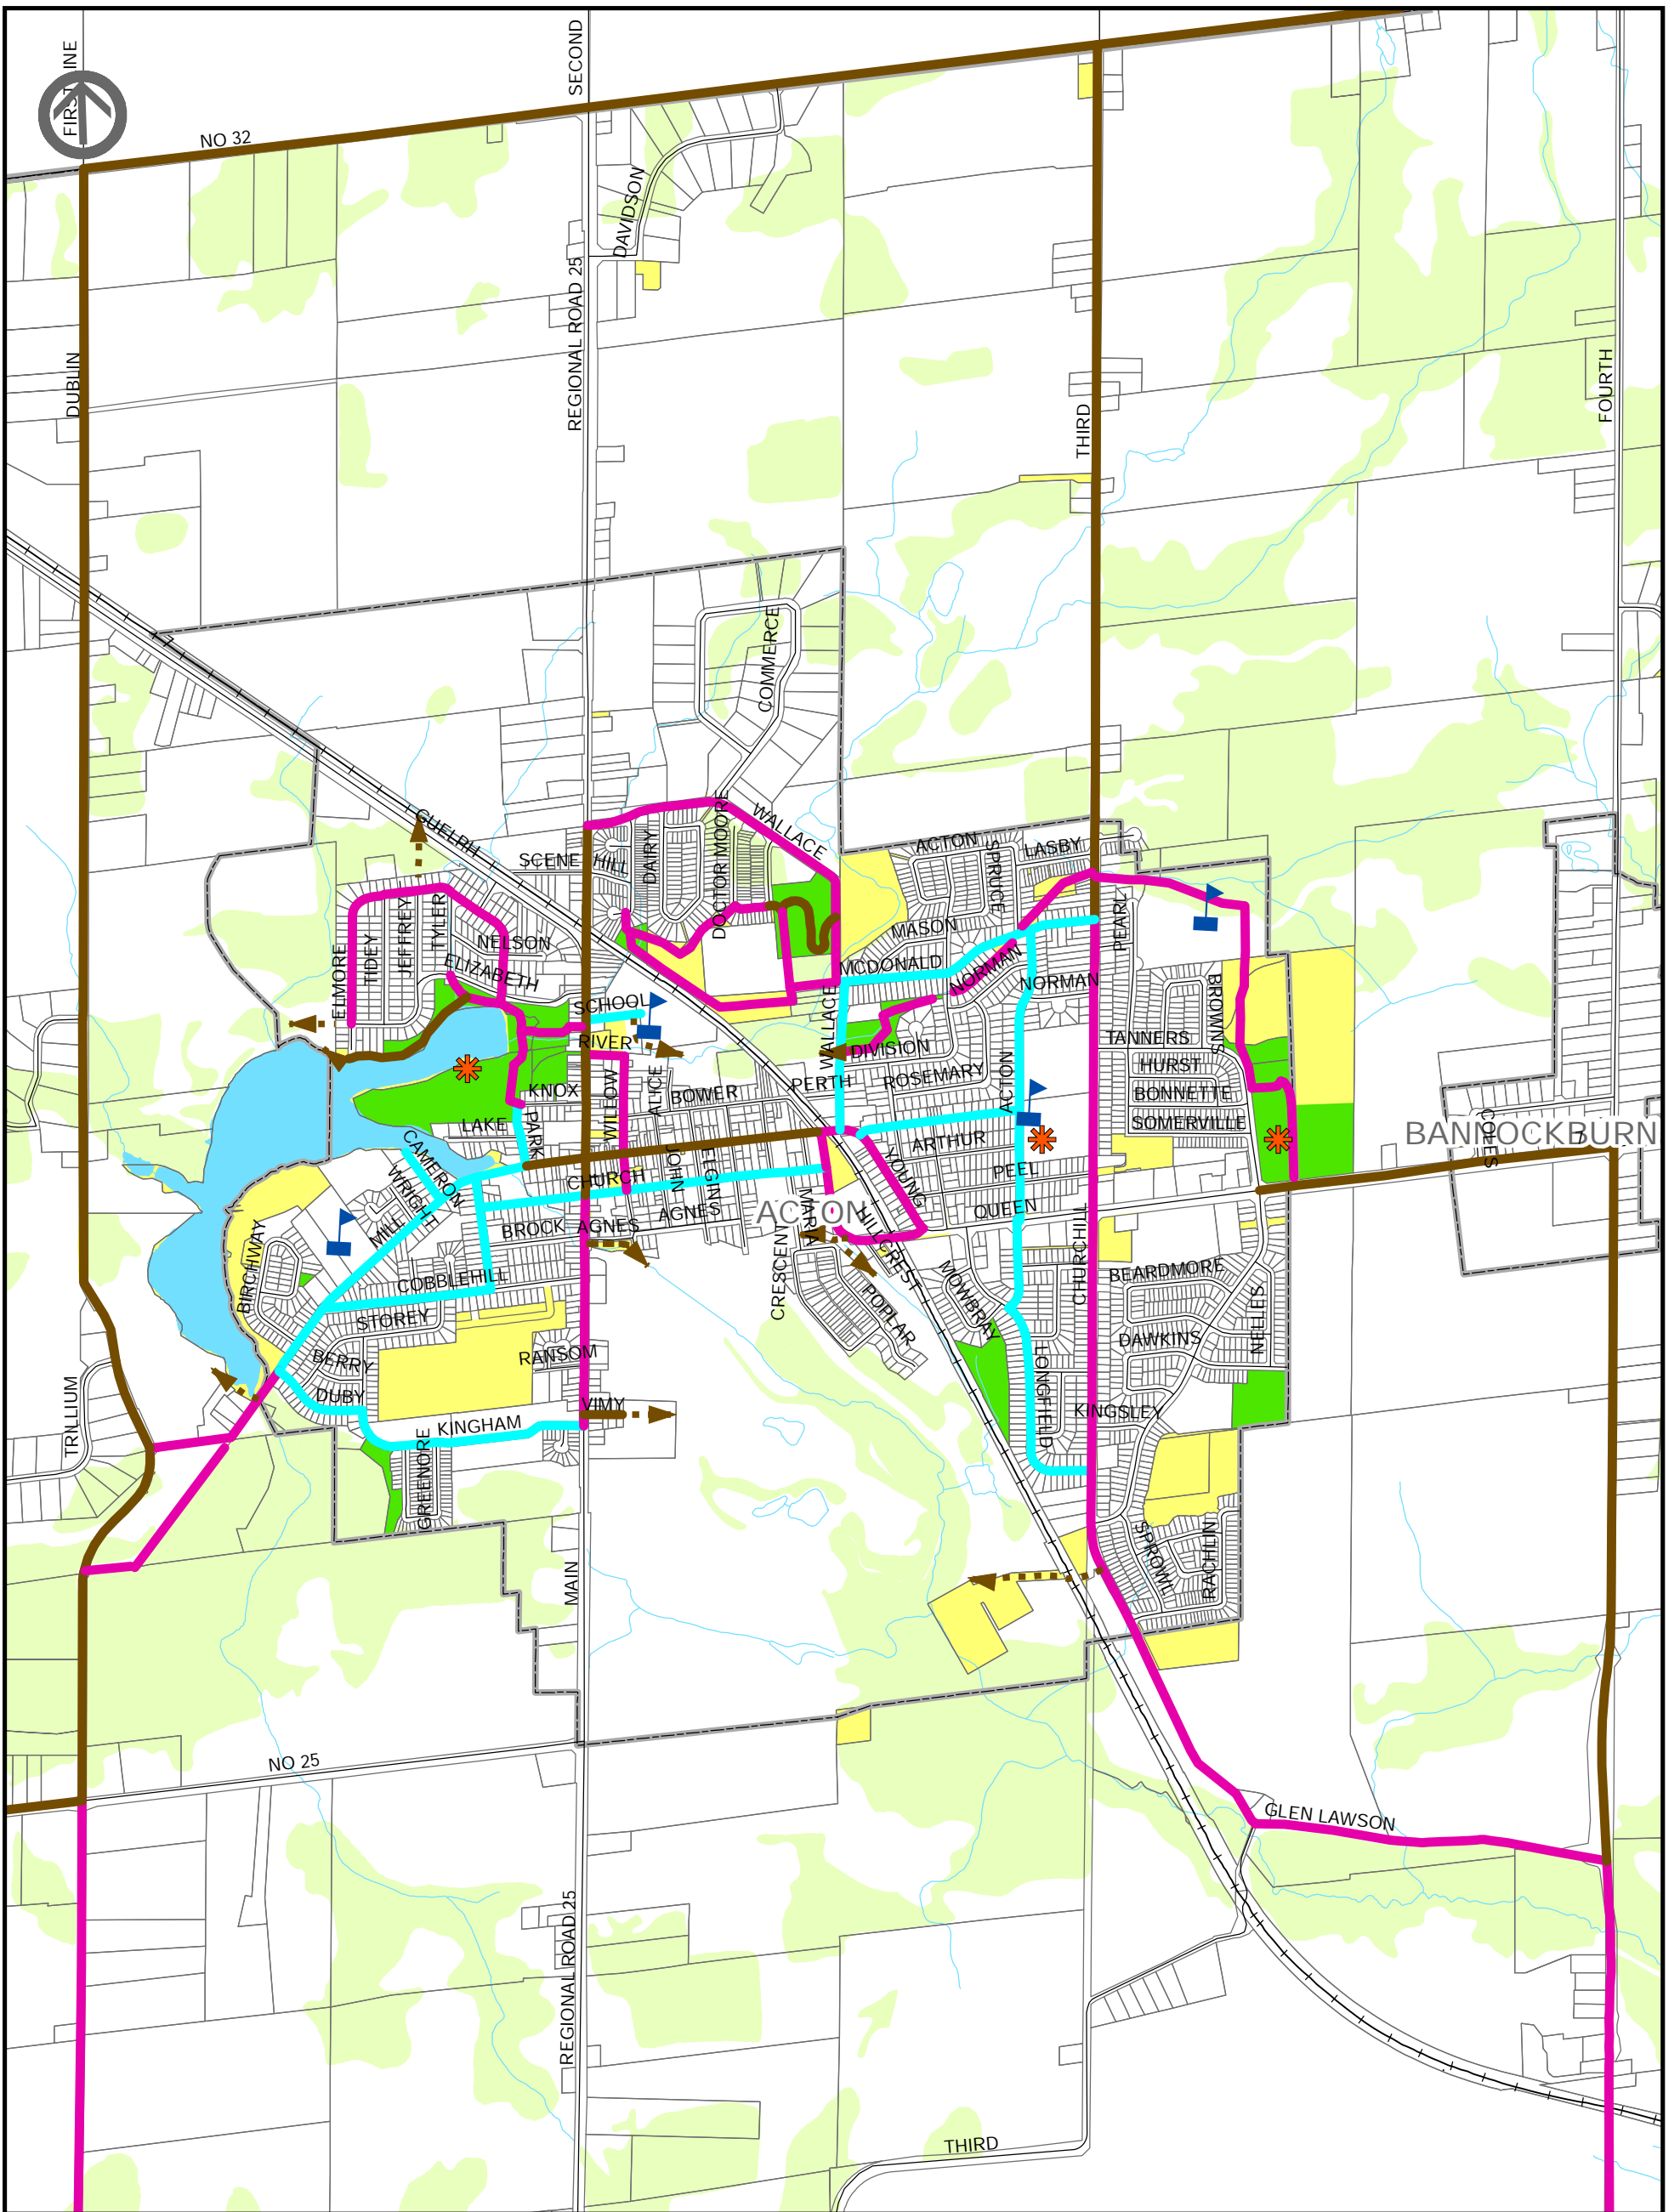 FIRST LINE
SECOND
NO 32
DAVIDSON
REGIONAL ROAD 25
DUBLIN
THIRD
FOURTH
COMMERCE
7
GUELPH
SCENE
HILL
DAIRY
DOCTOR MOORE
WALLACE
ACTON
SPRUCE
LASBY
ELMORE
TIDEY
JEFFREY
TYLER
NELSON
ELIZABETH
MASON
MCDONALD
NORMAN
NORMAN
PEARL
BROWNS
SCHOOL
RIVER
WALLACE
DIVISION
ACTON
TANNERS
HURST
BONNETTE
SOMERVILLE
KNOX
WILLOW
ALICE
BOWER
PERTH
ROSEMARY
LAKE
PARK
CAMERON
WRIGHT
MILL
CHURCH
JOHN
ELGIN
ARTHUR
YOUNG
PEEL
QUEEN
COLES
BANNOCKBURN
7
BROCK
AGNES
AGNES
MARIA
ACTON
CRESCENT
HILLCREST
CHURCHILL
BIRCHWAY
COBBLEHILL
STOREY
POPLAR
MOWBRAY
BEARDMORE
NELLES
DAWKINS
BERRY
RANSOM
DUBY
VIMY
KINGHAM
GREENORE
LONGFIELD
KINGSLEY
TRILLIUM
SPROWL
RACHLIN
MAIN
NO 25
GLEN LAWSON
REGIONAL ROAD 25
THIRD